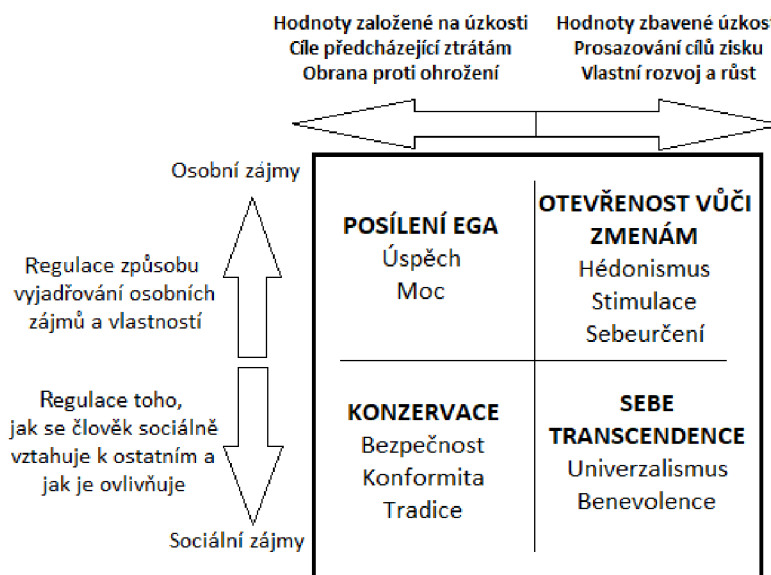 Hodnoty založené na úzkosti
Cíle předcházející ztrátám
Obrana proti ohrožení
Hodnoty zbavené úzkost
Prosazování cílů zisku
Vlastní rozvoj a růst
Osobní zájmy
Regulace způsobu
vyjadřování osobních
zájmů a vlastností
Regulace toho,
jak se člověk sociálně
vztahuje k ostatním a
jak je ovlivňuje
Sociální zájmy
POSÍLENÍ EGA
Úspěch
Moc
OTEVŘENOST VŮČI
ZMENÁM
Hédonismus
Stimulace
Sebeurčení
KONZERVACE
Bezpečnost
Konformita
Tradice
SEBE
TRANSCENDENCE
Univerzalismus
Benevolence